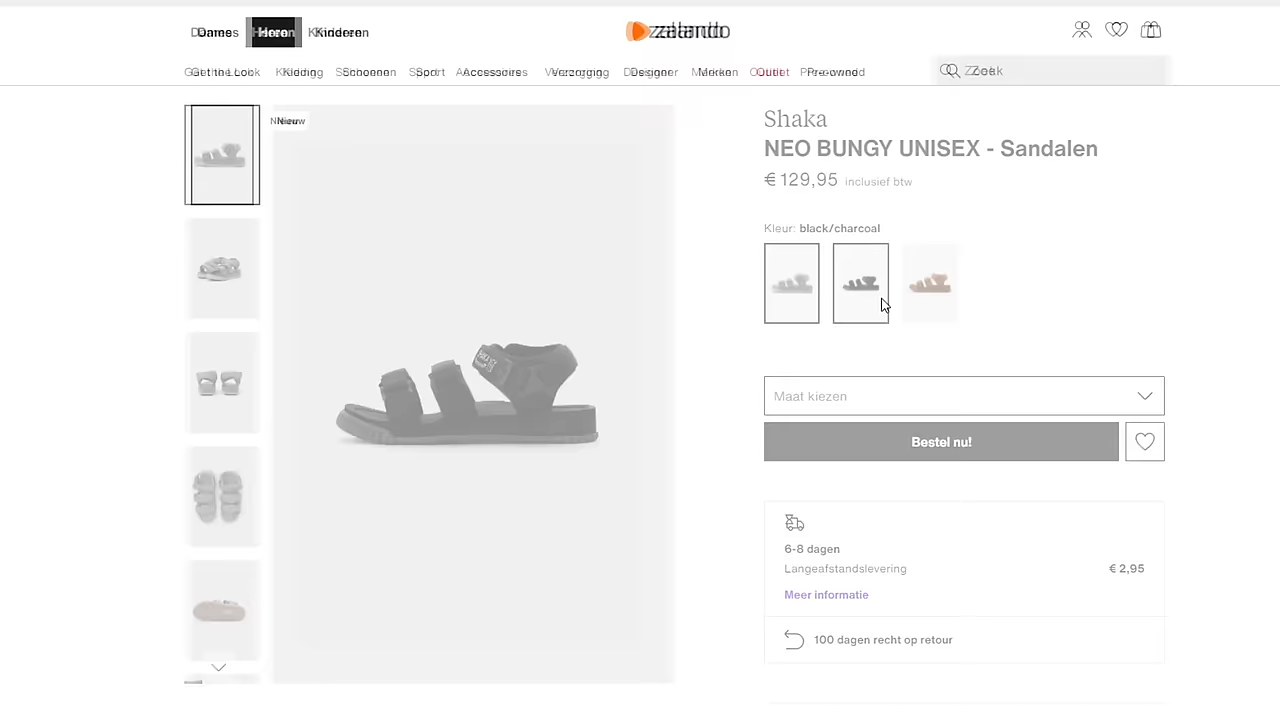 Dames Heren Kinderen
zalando
Get the Look Kleding Schoenen Sport Accessoires Verzorging Designer Merken Outlet Pre-owned
Zoek
Nieuw
Shaka
NEO BUNGY UNISEX - Sandalen
€ 129,95 inclusief btw
Kleur: black/charcoal
Maat kiezen
Bestel nu!
6-8 dagen
Langeafstandslevering € 2,95
Meer informatie
100 dagen recht op retour